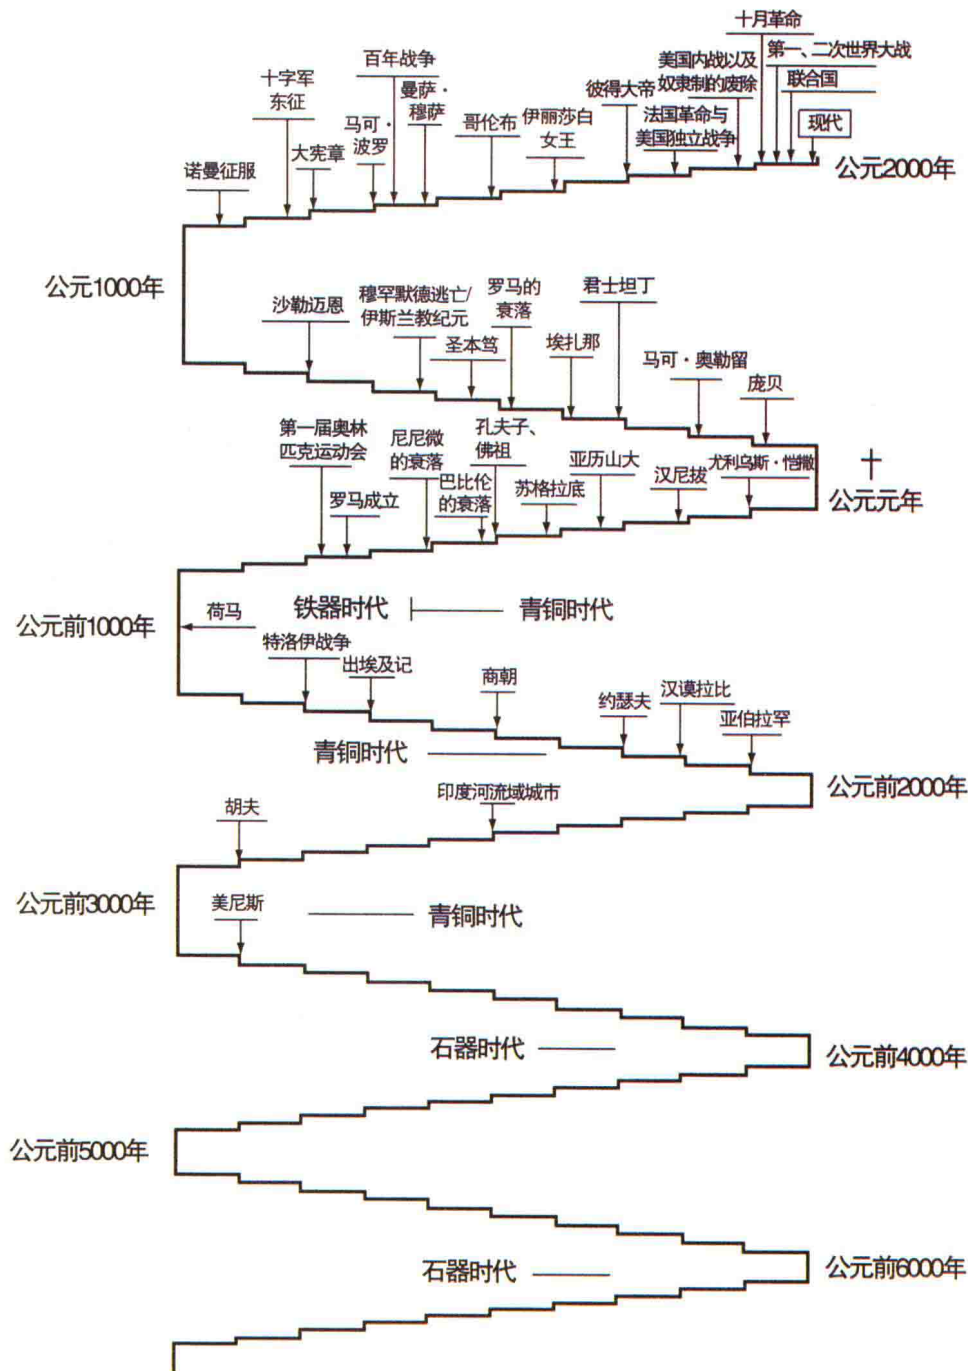 十月革命
第一、二次世界大战
美国内战以及
奴隶制的废除
联合国
百年战争
十字军
东征
曼萨·
穆萨
彼得大帝
法国革命与
美国独立战争
现代
马可·
波罗
哥伦布
伊丽莎白
女王
大宪章
诺曼征服
公元2000年
公元1000年
沙勒迈恩
穆罕默德逃亡/
伊斯兰教纪元
罗马的
衰落
君士坦丁
圣本笃
埃扎那
马可·奥勒留
庞贝
第一届奥林
匹克运动会
尼尼微
的衰落
孔夫子、
佛祖
亚历山大
尤利乌斯·恺撒
罗马成立
巴比伦
的衰落
苏格拉底
汉尼拔
公元元年
铁器时代
青铜时代
荷马
公元前1000年
特洛伊战争
出埃及记
商朝
约瑟夫
汉谟拉比
亚伯拉罕
青铜时代
公元前2000年
胡夫
印度河流域城市
公元前3000年
美尼斯
青铜时代
石器时代
公元前4000年
公元前5000年
石器时代
公元前6000年